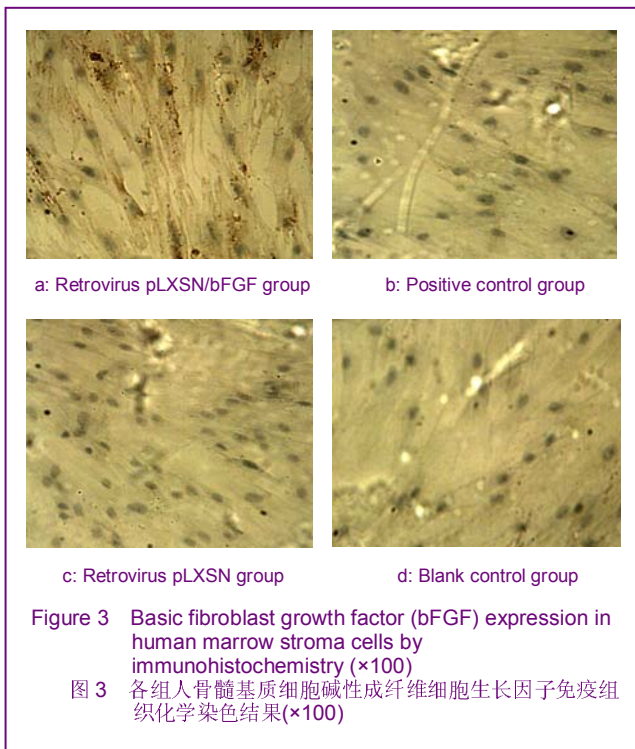 a: Retrovirus pLXSN/bFGF group
b: Positive control group
c: Retrovirus pLXSN group
d: Blank control group
Figure 3 Basic fibroblast growth factor (bFGF) expression in
human marrow stroma cells by
immunohistochemistry (×100)
图 3 各组人骨髓基质细胞碱性成纤维细胞生长因子免疫组
织化学染色结果(×100)